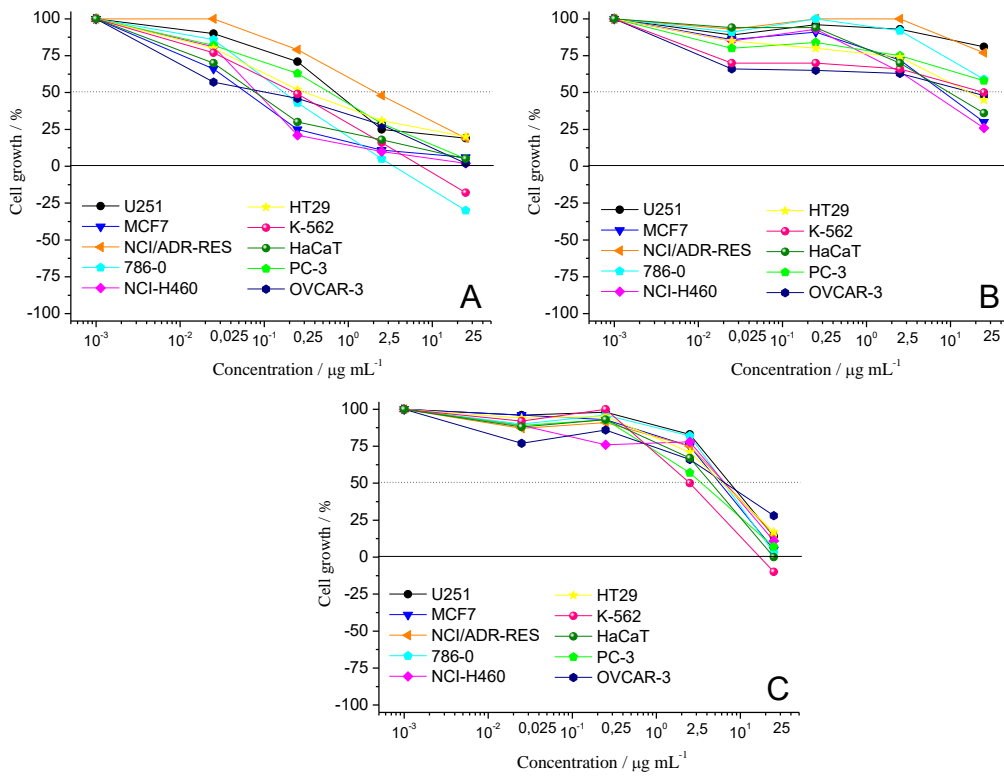 Cell growth / %
100
75
50
25
0
-25
-50
-75
-100
U251
MCF7
NCI/ADR-RES
786-0
NCI-H460
HT29
K-562
HaCaT
PC-3
OVCAR-3
A
10⁻³ 10⁻² 0,025 10⁻¹ 0,25 10⁰ 2,5 10¹ 25
Concentration / μg mL⁻¹
Cell growth / %
100
75
50
25
0
-25
-50
-75
-100
U251
MCF7
NCI/ADR-RES
786-0
NCI-H460
HT29
K-562
HaCaT
PC-3
OVCAR-3
B
10⁻³ 10⁻² 0,025 10⁻¹ 0,25 10⁰ 2,5 10¹ 25
Concentration / μg mL⁻¹
Cell growth / %
100
75
50
25
0
-25
-50
-75
-100
U251
MCF7
NCI/ADR-RES
786-0
NCI-H460
HT29
K-562
HaCaT
PC-3
OVCAR-3
C
10⁻³ 10⁻² 0,025 10⁻¹ 0,25 10⁰ 2,5 10¹ 25
Concentration / μg mL⁻¹